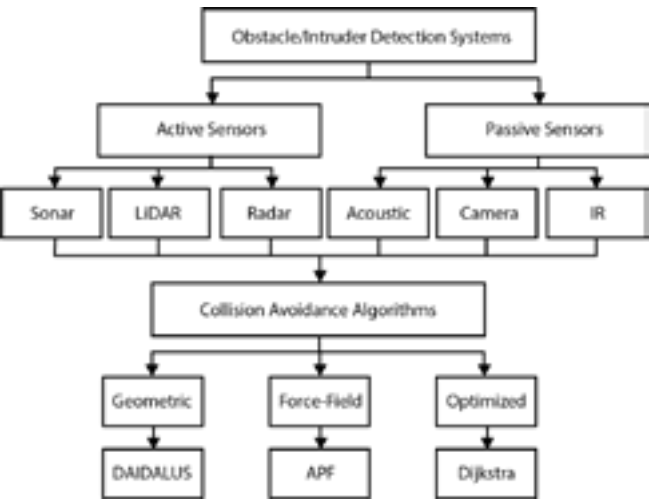 Obstacle/Intruder Detection Systems
Active Sensors
Passive Sensors
Sonar
LiDAR
Radar
Acoustic
Camera
IR
Collision Avoidance Algorithms
Geometric
Force-Field
Optimized
DAIDALUS
APF
Dijkstra